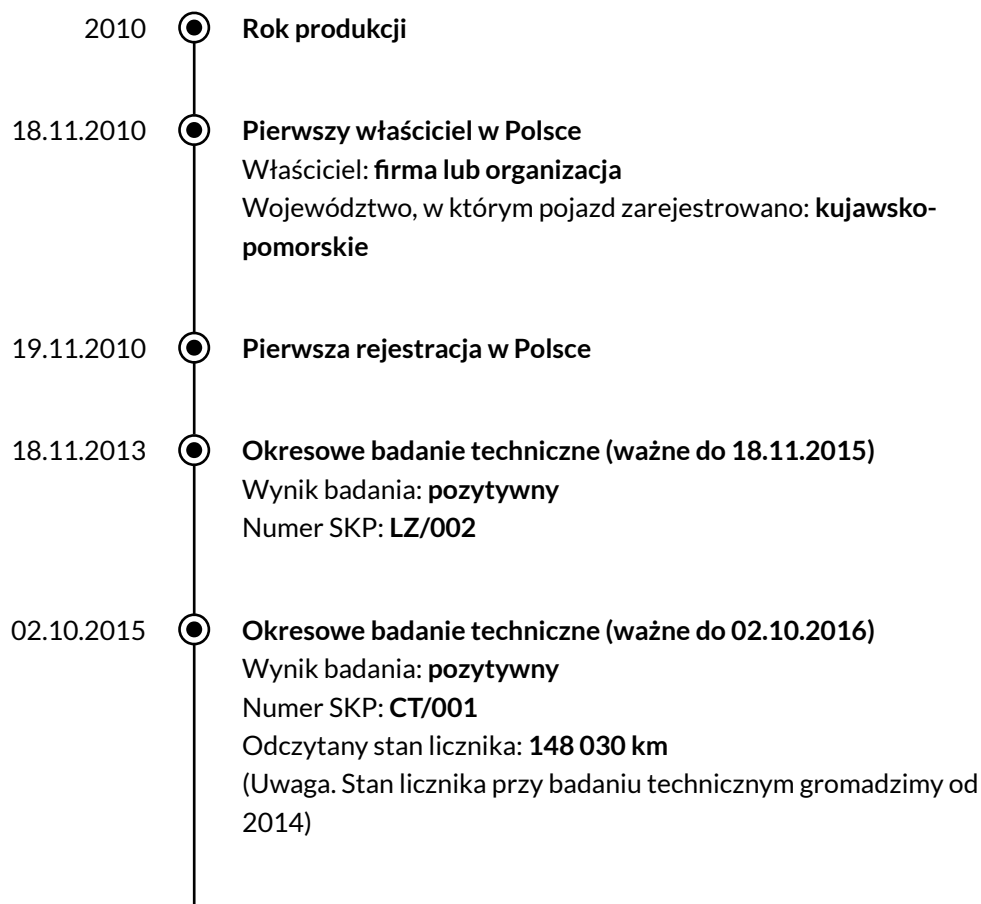 2010 Rok produkcji
18.11.2010 Pierwszy właściciel w Polsce
Właściciel: firma lub organizacja
Województwo, w którym pojazd zarejestrowano: kujawsko-
pomorskie
19.11.2010 Pierwsza rejestracja w Polsce
18.11.2013 Okresowe badanie techniczne (ważne do 18.11.2015)
Wynik badania: pozytywny
Numer SKP: LZ/002
02.10.2015 Okresowe badanie techniczne (ważne do 02.10.2016)
Wynik badania: pozytywny
Numer SKP: CT/001
Odczytany stan licznika: 148 030 km
(Uwaga. Stan licznika przy badaniu technicznym gromadzimy od
2014)